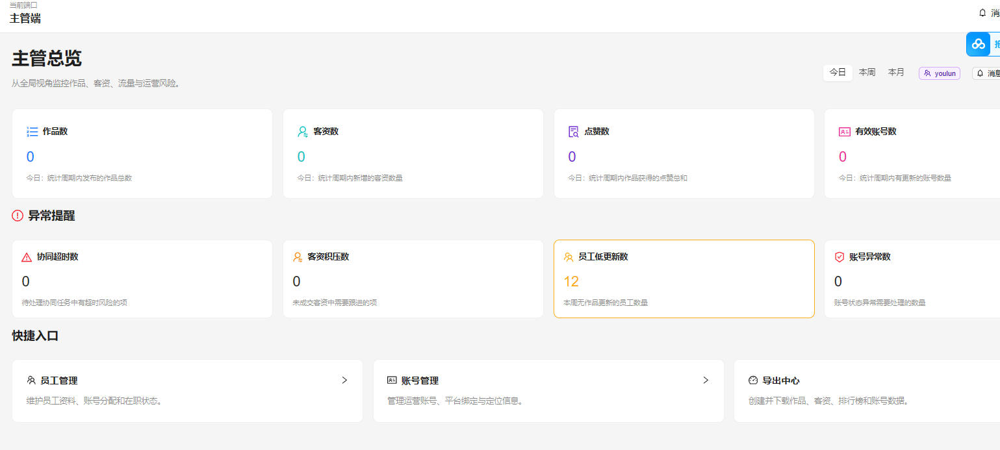 当前端口
主管端
消
主管总览
从全局视角监控作品、客资、流量与运营风险。
今日 本周 本月 youlun 消息
作品数
0
今日：统计周期内发布的作品总数
客资数
0
今日：统计周期内新增的客资数量
点赞数
0
今日：统计周期内作品获得的点赞总和
有效账号数
0
今日：统计周期内有更新的账号数量
异常提醒
协同超时数
0
待处理协同任务中有超时风险的项
客资积压数
0
未成交客资中需要跟进的项
员工低更新数
12
本周无作品更新的员工数量
账号异常数
0
账号状态异常需要处理的数量
快捷入口
员工管理
维护员工资料、账号分配和在职状态。
账号管理
管理运营账号、平台绑定与定位信息。
导出中心
创建并下载作品、客资、排行榜和账号数据。